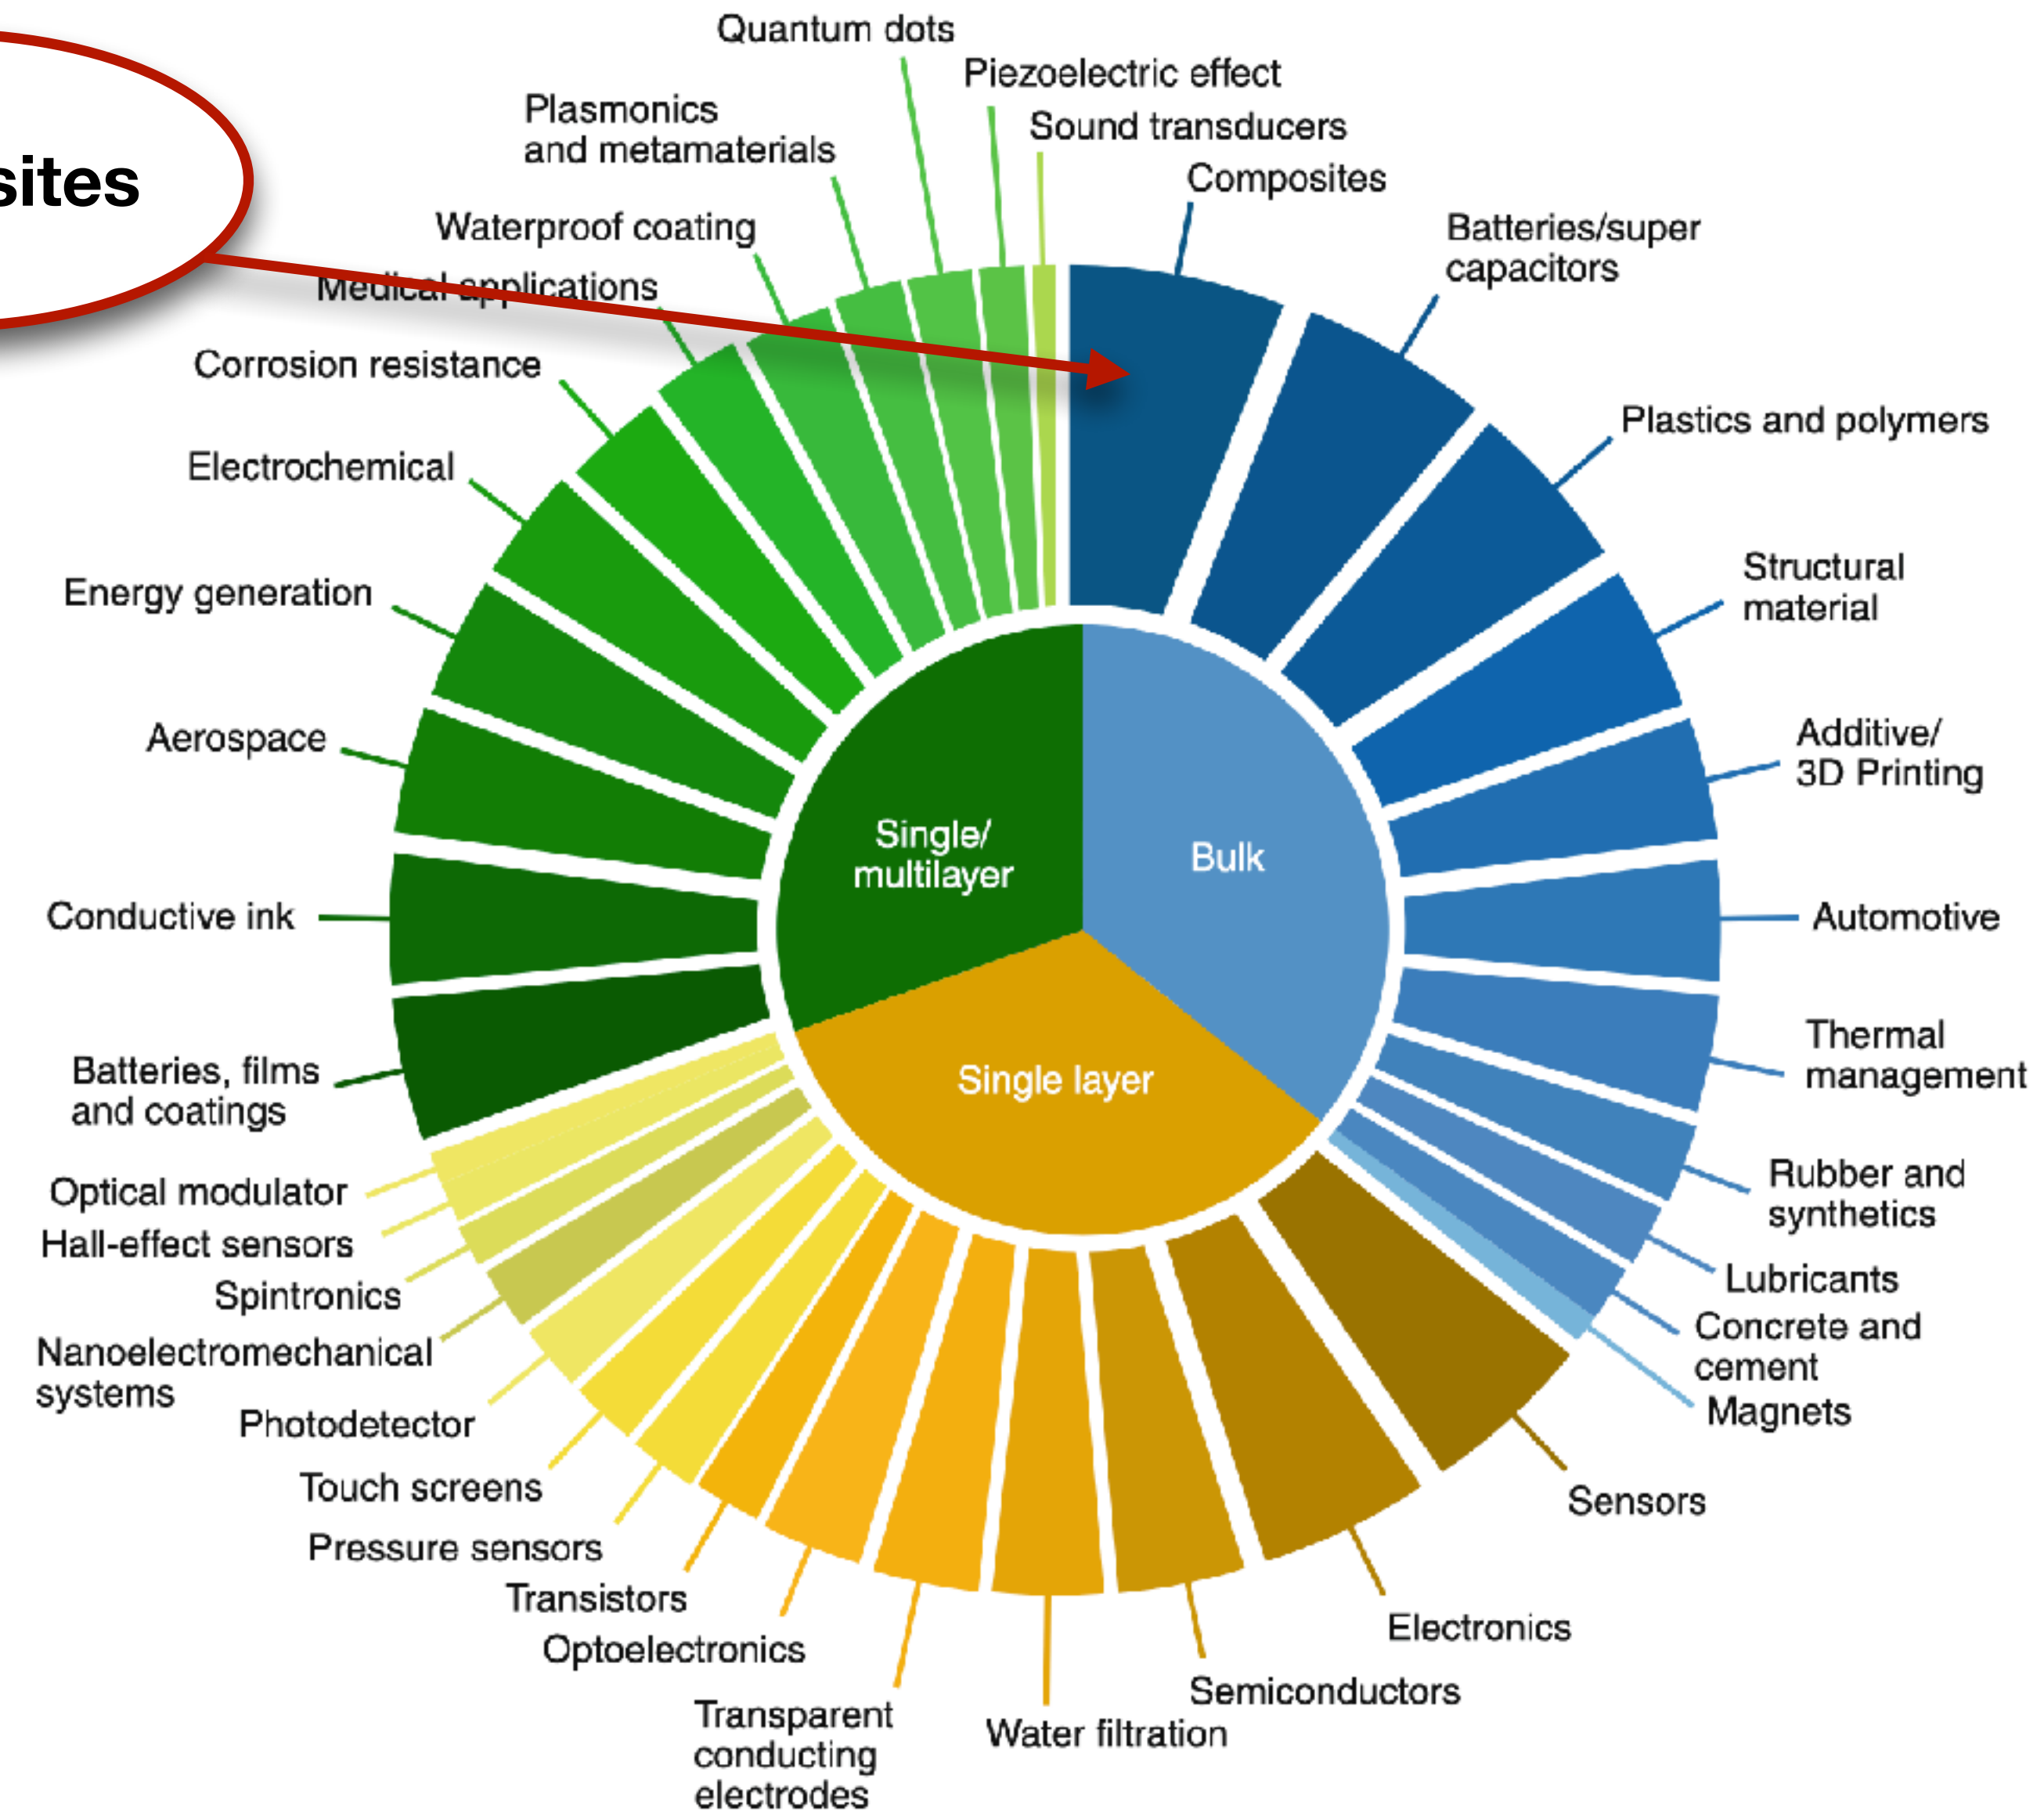 Quantum dots
Piezoelectric effect
Sound transducers
Composites
Batteries/super
capacitors
Plastics and polymers
Structural
material
Additive/
3D Printing
Automotive
Thermal
management
Rubber and
synthetics
Lubricants
Concrete and
cement
Magnets
Sensors
Electronics
Semiconductors
Water filtration
Transparent
conducting
electrodes
Optoelectronics
Transistors
Pressure sensors
Touch screens
Photodetector
Nanoelectromechanical
systems
Spintronics
Hall-effect sensors
Optical modulator
Batteries, films
and coatings
Conductive ink
Aerospace
Energy generation
Electrochemical
Corrosion resistance
Medical applications
Waterproof coating
Plasmonics
and metamaterials
sites
Single/
multilayer
Bulk
Single layer